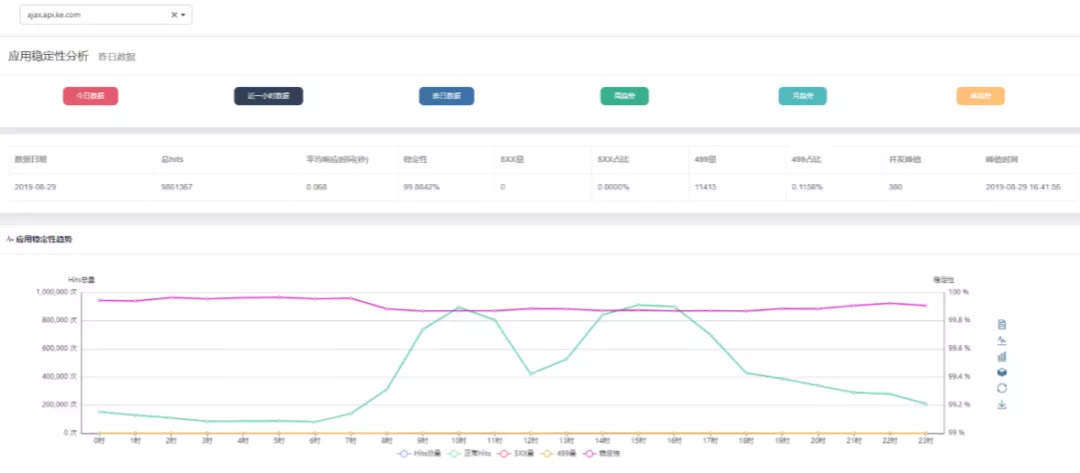 ajax.api.ke.com
应用稳定性分析 昨日数据
今日数据 近一小时数据 昨日数据 周趋势 月趋势
数据日期 总hits 平均响应时间(秒) 稳定性 5XX量 5XX占比 499量 499占比 并发峰值 峰值时间
2019-08-29 9861367 0.068 99.8842% 0 0.0000% 11415 0.1158% 380 2019-08-29 16:41:56
应用稳定性趋势
Hits总量 稳定性
1,000,000 次 100 %
800,000 次 99.8 %
600,000 次 99.6 %
400,000 次 99.4 %
200,000 次 99.2 %
0 次 99 %
0时 1时 2时 3时 4时 5时 6时 7时 8时 9时 10时 11时 12时 13时 14时 15时 16时 17时 18时 19时 20时 21时 22时 23时
Hits总量 正常Hits 5XX量 499量 稳定性